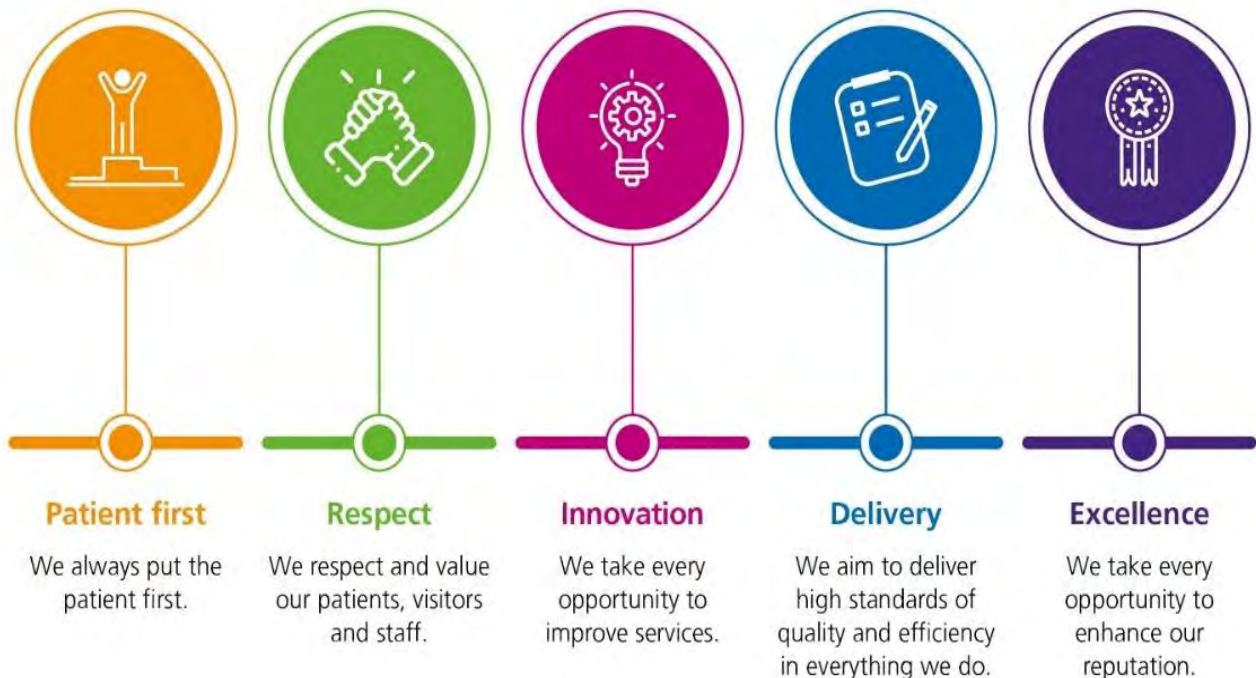 Patient first
We always put the
patient first.
Respect
We respect and value
our patients, visitors
and staff.
Innovation
We take every
opportunity to
improve services.
Delivery
We aim to deliver
high standards of
quality and efficiency
in everything we do.
Excellence
We take every
opportunity to
enhance our
reputation.